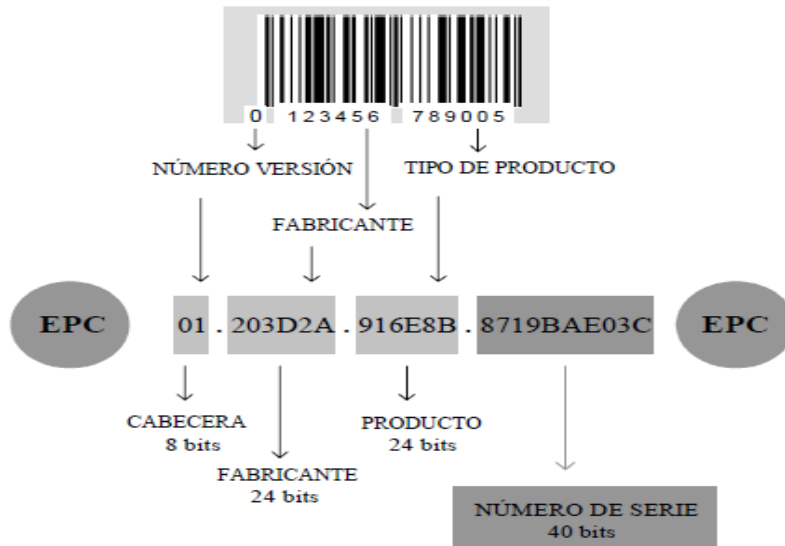 0 123456 789005
NÚMERO VERSIÓN
TIPO DE PRODUCTO
FABRICANTE
EPC
01 . 203D2A . 916E8B . 8719BAE03C
EPC
CABECERA
8 bits
PRODUCTO
24 bits
FABRICANTE
24 bits
NÚMERO DE SERIE
40 bits